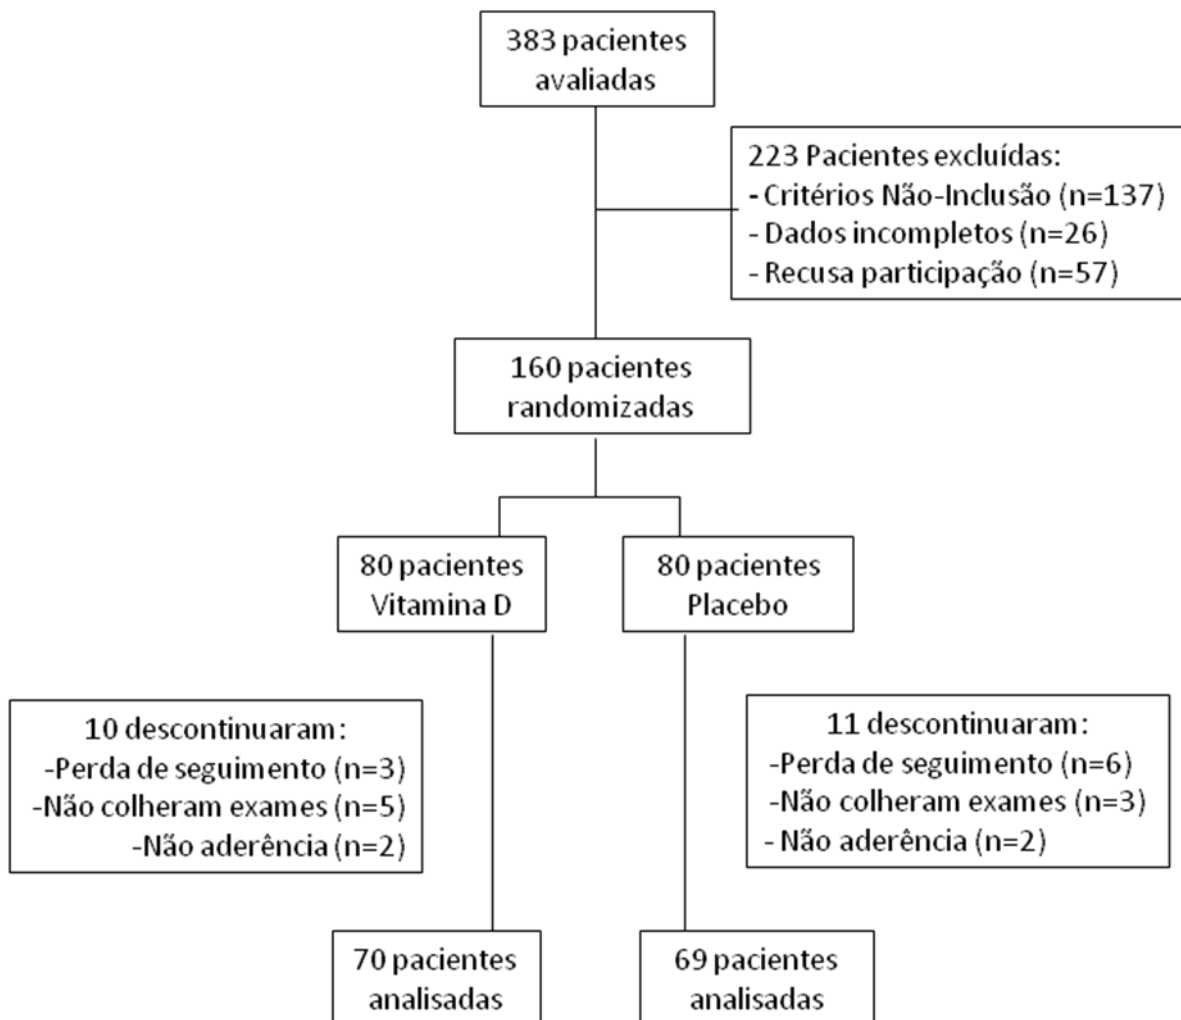 383 pacientes
avaliadas
223 Pacientes excluídas:
- Critérios Não-Inclusão (n=137)
- Dados incompletos (n=26)
- Recusa participação (n=57)
160 pacientes
randomizadas
80 pacientes
Vitamina D
80 pacientes
Placebo
10 descontinuaram:
-Perda de seguimento (n=3)
-Não colheram exames (n=5)
-Não aderência (n=2)
11 descontinuaram:
-Perda de seguimento (n=6)
-Não colheram exames (n=3)
- Não aderência (n=2)
70 pacientes
analisadas
69 pacientes
analisadas